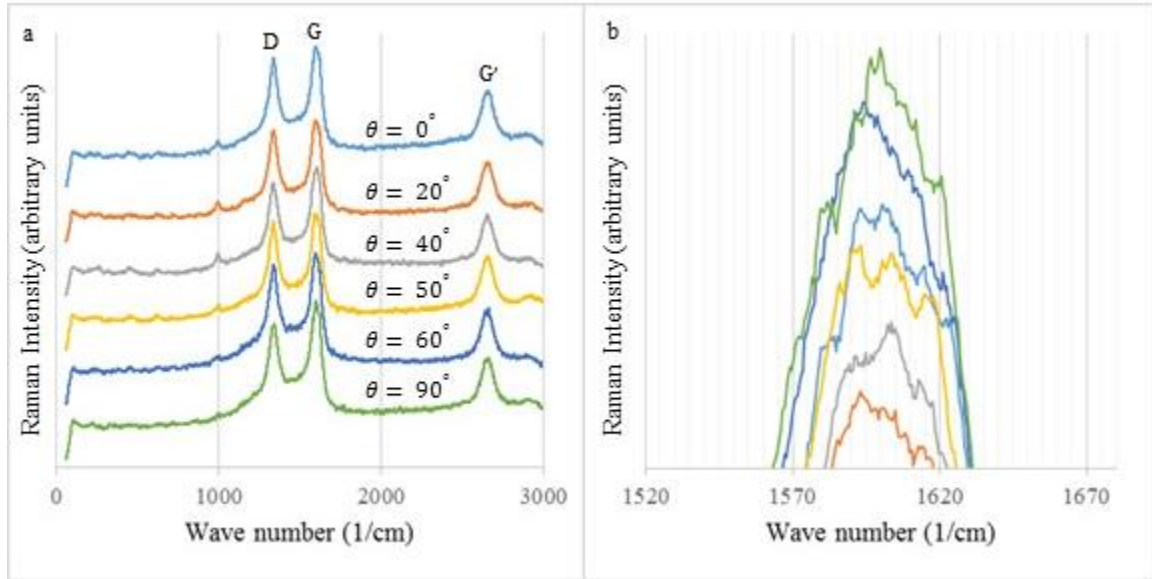 a
D
G
G'
θ = 0°
θ = 20°
θ = 40°
θ = 50°
θ = 60°
θ = 90°
Raman Intensity (arbitrary units)
0 1000 2000 3000
Wave number (1/cm)
b
Raman Intensity (arbitrary units)
1520 1570 1620 1670
Wave number (1/cm)